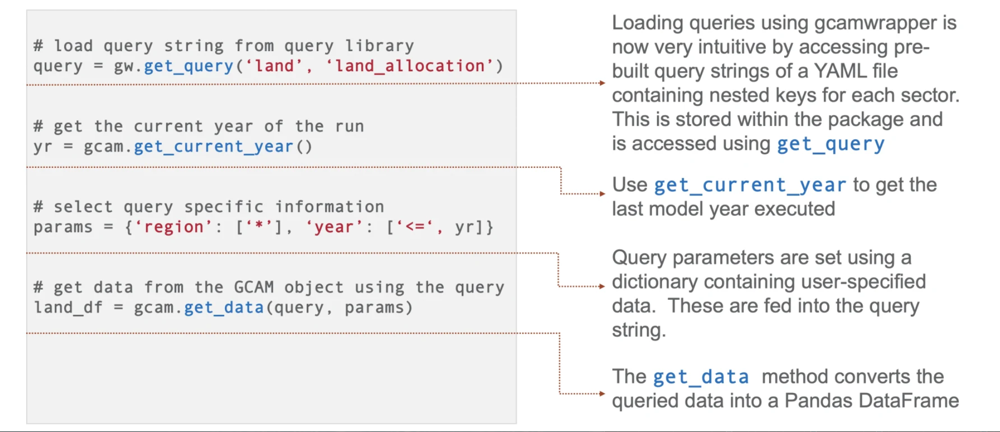 # load query string from query library
query = gw.get_query(‘land’, ‘land_allocation’)
# get the current year of the run
yr = gcam.get_current_year()
# select query specific information
params = {‘region’: [‘*’], ‘year’: [‘<=‘, yr]}
# get data from the GCAM object using the query
land_df = gcam.get_data(query, params)
Loading queries using gcamwrapper is
now very intuitive by accessing pre-
built query strings of a YAML file
containing nested keys for each sector.
This is stored within the package and
is accessed using get_query
Use get_current_year to get the
last model year executed
Query parameters are set using a
dictionary containing user-specified
data.  These are fed into the query
string.
The get_data  method converts the
queried data into a Pandas DataFrame